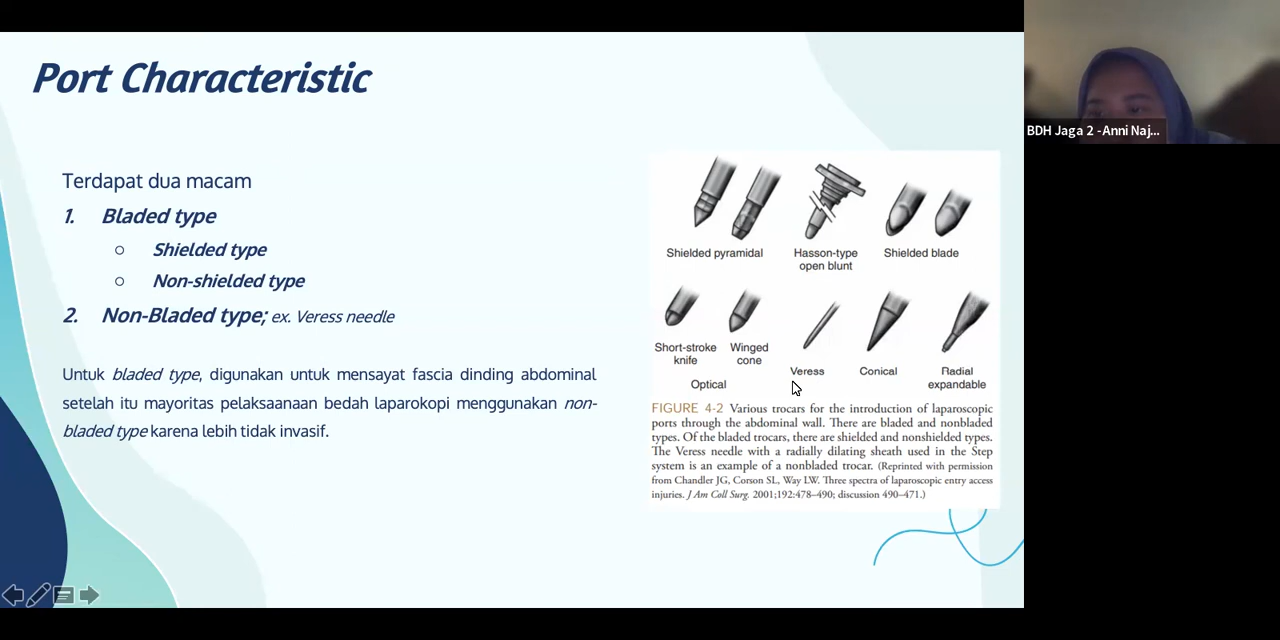 Port Characteristic
Terdapat dua macam
1. Bladed type
○ Shielded type
○ Non-shielded type
2. Non-Bladed type; ex. Veress needle
Untuk bladed type, digunakan untuk mensayat fascia dinding abdominal
setelah itu mayoritas pelaksaanaan bedah laparokopi menggunakan non-
bladed type karena lebih tidak invasif.
Shielded pyramidal
Hasson-type
open blunt
Shielded blade
Short-stroke
knife
Winged
cone
Optical
Veress
Conical
Radial
expandable
FIGURE 4-2 Various trocars for the introduction of laparoscopic
ports through the abdominal wall. There are bladed and nonbladed
types. Of the bladed trocars, there are shielded and nonshielded types.
The Veress needle with a radially dilating sheath used in the Step
system is an example of a nonbladed trocar. (Reprinted with permission
from Chandler JG, Corson SL, Way LW. Three spectra of laparoscopic entry access
injuries. J Am Coll Surg. 2001;192:478–490; discussion 490–471.)
BDH Jaga 2 -Anni Naj...